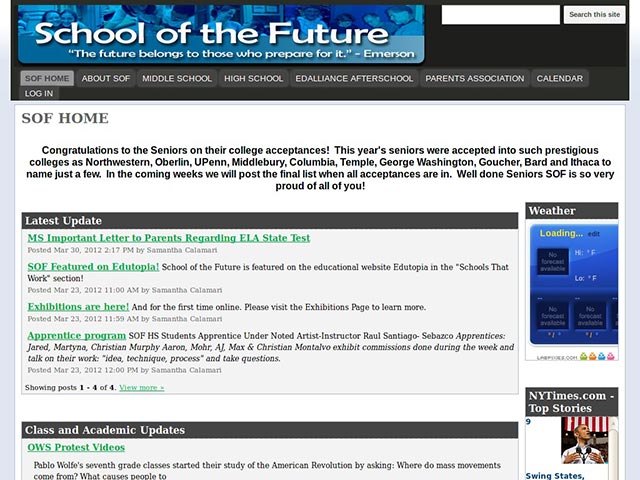 School of the Future
"The future belongs to those who prepare for it." - Emerson
Search this site
SOF HOME ABOUT SOF MIDDLE SCHOOL HIGH SCHOOL EDALLIANCE AFTERSCHOOL PARENTS ASSOCIATION CALENDAR
LOG IN
SOF HOME
Congratulations to the Seniors on their college acceptances! This year's seniors were accepted into such prestigious
colleges as Northwestern, Oberlin, UPenn, Middlebury, Columbia, Temple, George Washington, Goucher, Bard and Ithaca to
name just a few. In the coming weeks we will post the final list when all acceptances are in. Well done Seniors SOF is so very
proud of all of you!
Latest Update
MS Important Letter to Parents Regarding ELA State Test
Posted Mar 30, 2012 2:17 PM by Samantha Calamari
SOF Featured on Edutopia! School of the Future is featured on the educational website Edutopia in the "Schools That
Work" section!
Posted Mar 23, 2012 11:00 AM by Samantha Calamari
Exhibitions are here! And for the first time online. Please visit the Exhibitions Page to learn more.
Posted Mar 23, 2012 11:59 AM by Samantha Calamari
Apprentice program SOF HS Students Apprentice Under Noted Artist-Instructor Raul Santiago- Sebazco Apprentices:
Jared, Martyna, Christian Murphy Aaron, Mohr, AJ, Max & Christian Montalvo exhibit commissions done during the week and
talk on their work: "idea, technique, process" and take questions.
Posted Mar 23, 2012 12:00 PM by Samantha Calamari
Showing posts 1 - 4 of 4. View more »
Class and Academic Updates
OWS Protest Videos
Pablo Wolfe's seventh grade classes started their study of the American Revolution by asking: Where do mass movements
come from? What causes people to
Weather
Loading... edit
No forecast available
Hi: ° F
Lo: ° F
-- -- --
No forecast available
No forecast available
No forecast available
° / ° ° / °
LABPIXIES.COM
NYTimes.com -
Top Stories
9
Swing States,